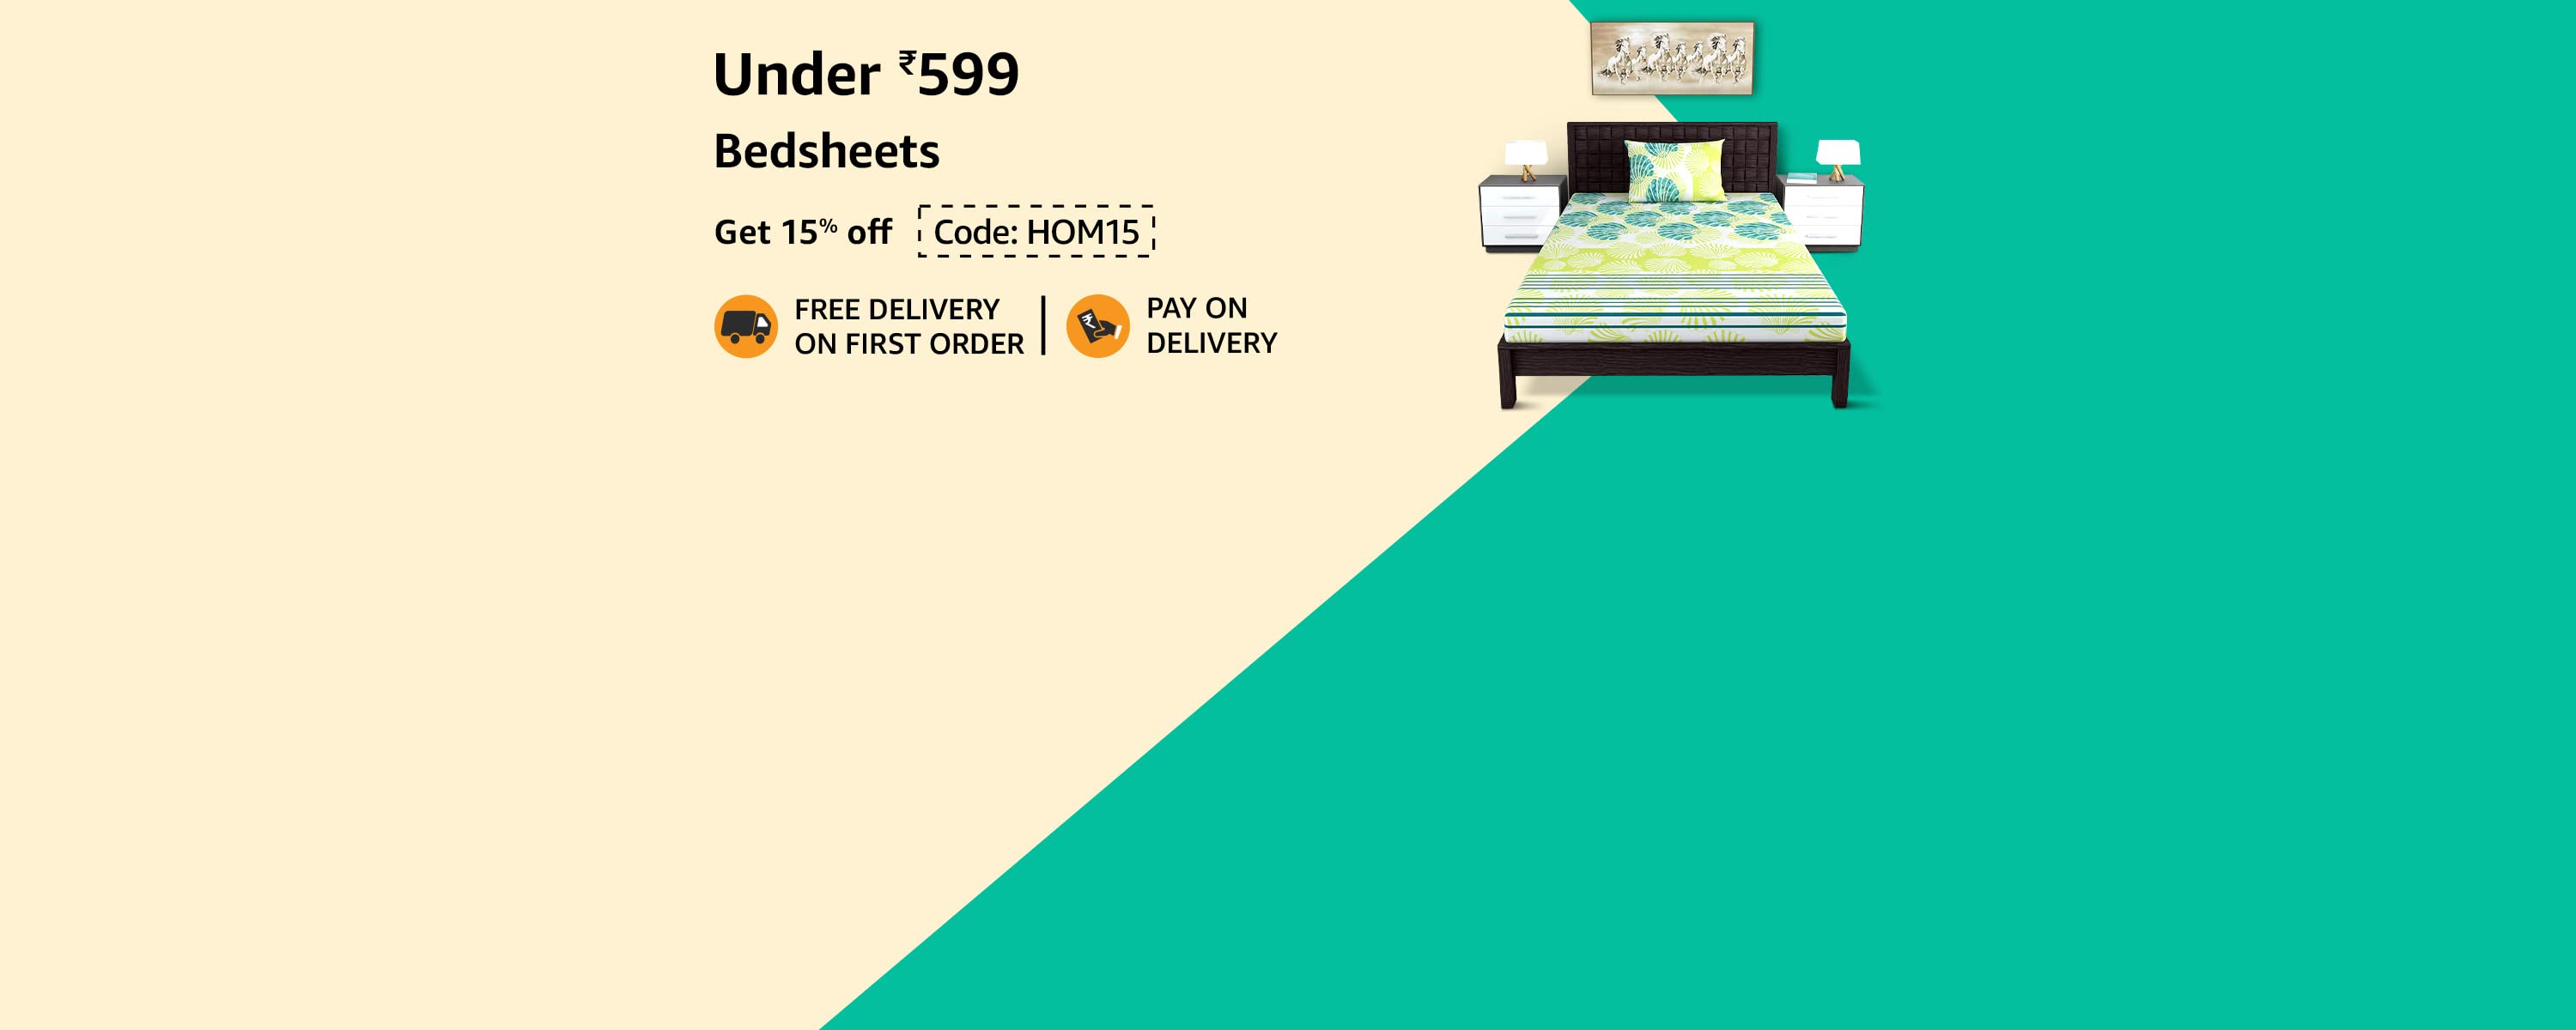 Under ₹599
Bedsheets
Get 15% off Code: HOM15
FREE DELIVERY
ON FIRST ORDER
PAY ON
DELIVERY